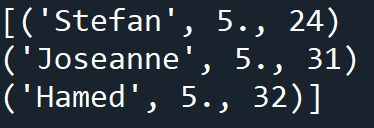 [('Stefan', 5., 24)
('Joseanne', 5., 31)
('Hamed', 5., 32)]